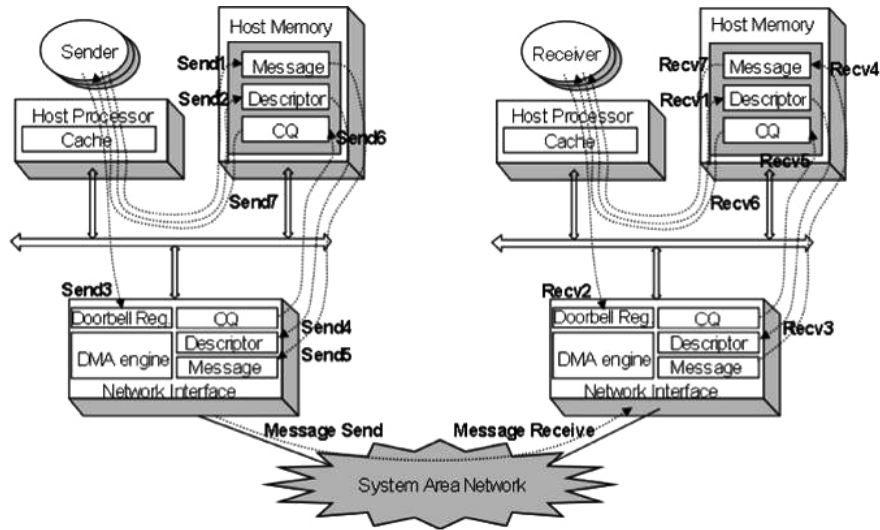 Host Memory
Sender
Send1
Message
Send2
Descriptor
Host Processor
Cache
CQ
Send6
Send7
Send3
Doorbell Reg
CQ
Send4
Descriptor
DMA engine
Send5
Message
Network Interface
Host Memory
Receiver
Recv7
Message
Recv4
Recv1
Descriptor
Host Processor
Cache
CQ
Recv5
Recv6
Recv2
Doorbell Reg
CQ
Recv3
Descriptor
DMA engine
Message
Network Interface
Message Send
Message Receive
System Area Network